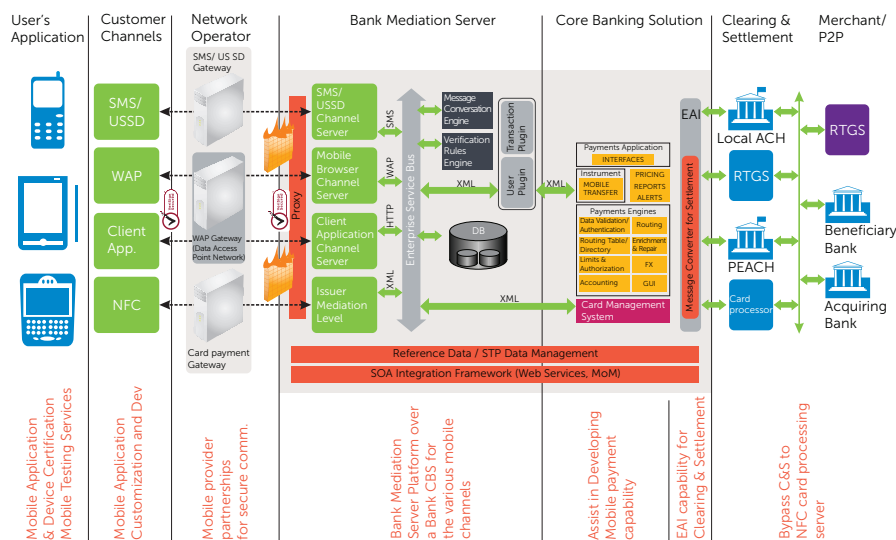 User's
Application
Customer
Channels
Network
Operator
Bank Mediation Server
Core Banking Solution
Clearing &
Settlement
Merchant/
P2P
SMS/ US SD
Gateway
SMS/
USSD
WAP
Client
App.
NFC
WAP Gateway
(Data Access
Point Network)
Card payment
Gateway
Proxy
SMS/
USSD
Channel
Server
Mobile
Browser
Channel
Server
Client
Application
Channel
Server
Issuer
Mediation
Level
SMS
WAP
HTTP
XML
Enterprise Service Bus
Message
Conversation
Engine
Verification
Rules
Engine
Transaction
Plugin
User
Plugin
XML
XML
DB
XML
Payments Application
INTERFACES
Instrument
MOBILE
TRANSFER
PRICING
REPORTS
ALERTS
Payments Engines
Data Validation/
Authentication
Routing
Routing Table/
Directory
Enrichment
& Repair
Limits &
Authorization
FX
Accounting
GUI
Card Management
System
EAI
Message Converter for Settlement
Local ACH
RTGS
PEACH
Card
processor
RTGS
Beneficiary
Bank
Acquiring
Bank
Reference Data / STP Data Management
SOA Integration Framework (Web Services, MoM)
Mobile Application
& Device Certification
Mobile Testing Services
Mobile Application
Customization and Dev
Mobile provider
partnerships
for secure comm.
Bank Mediation
Server Platform over
a Bank CBS for
the various mobile
channels
Assist in Developing
Mobile payment
capability
EAI capability for
Clearing & Settlement
Bypass C&S to
NFC card processing
server